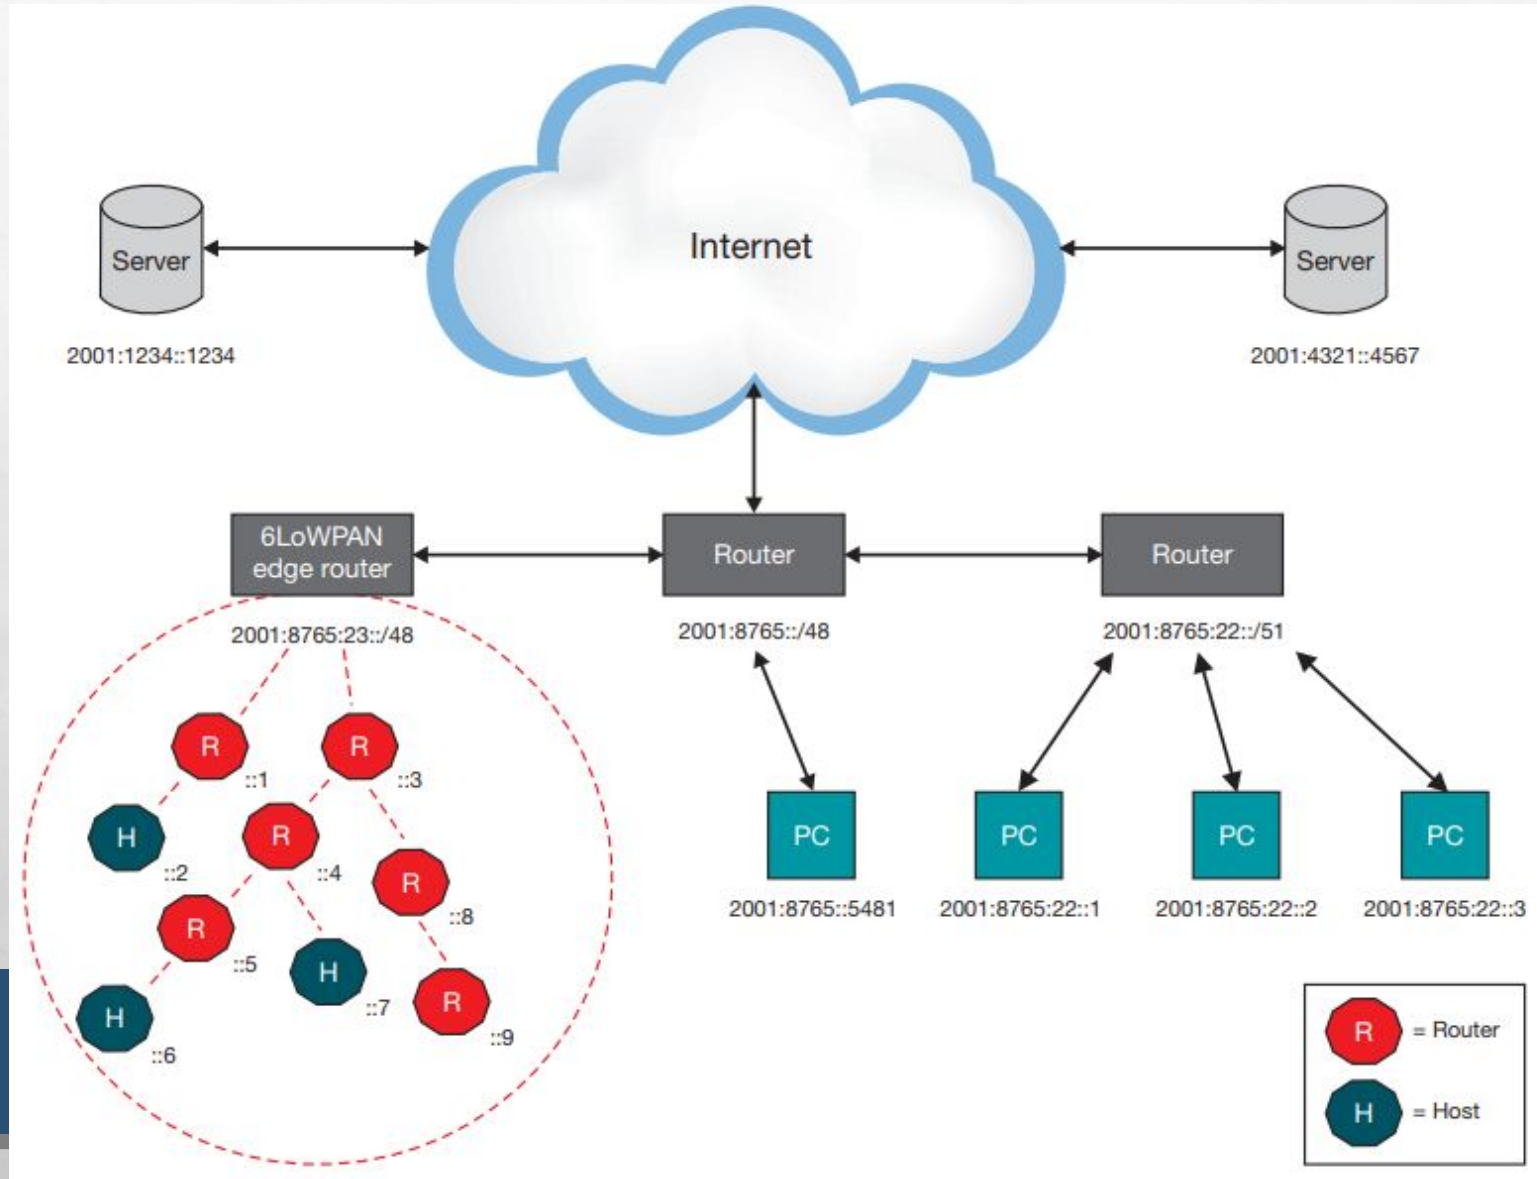 Internet
Server
2001:1234::1234
Server
2001:4321::4567
6LoWPAN
edge router
2001:8765:23::/48
Router
2001:8765::/48
Router
2001:8765:22::/51
R
::1
R
::3
H
::2
R
::4
R
::8
R
::5
H
::7
R
::9
H
::6
PC
2001:8765::5481
PC
2001:8765:22::1
PC
2001:8765:22::2
PC
2001:8765:22::3
R = Router
H = Host